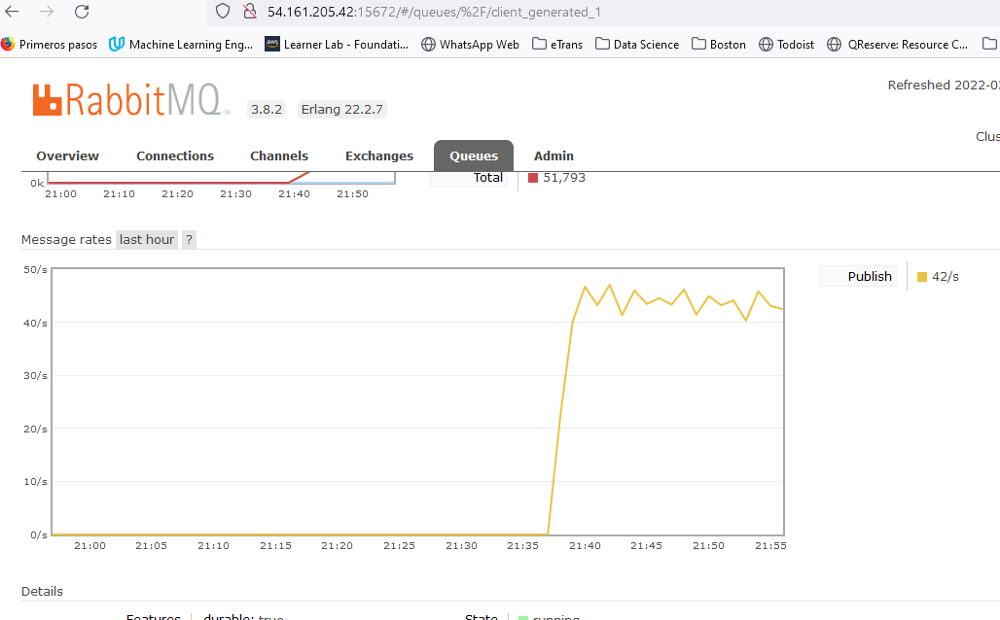 54.161.205.42:15672/#/queues/%2F/client_generated_1
Primeros pasos Machine Learning Eng... aws Learner Lab - Foundati... WhatsApp Web eTrans Data Science Boston Todoist QReserve: Resource C...
Refreshed 2022-0
RabbitMQ TM 3.8.2 Erlang 22.2.7
Clus
Overview Connections Channels Exchanges Queues Admin
0k Total 51,793
21:00 21:10 21:20 21:30 21:40 21:50
Message rates last hour ?
50/s
Publish 42/s
40/s
30/s
20/s
10/s
0/s
21:00 21:05 21:10 21:15 21:20 21:25 21:30 21:35 21:40 21:45 21:50 21:55
Details
Features durable: true State running